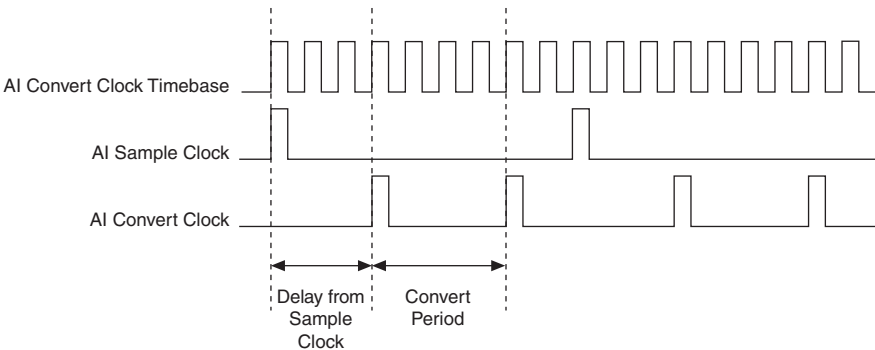 AI Convert Clock Timebase
AI Sample Clock
AI Convert Clock
Delay from
Sample
Clock
Convert
Period